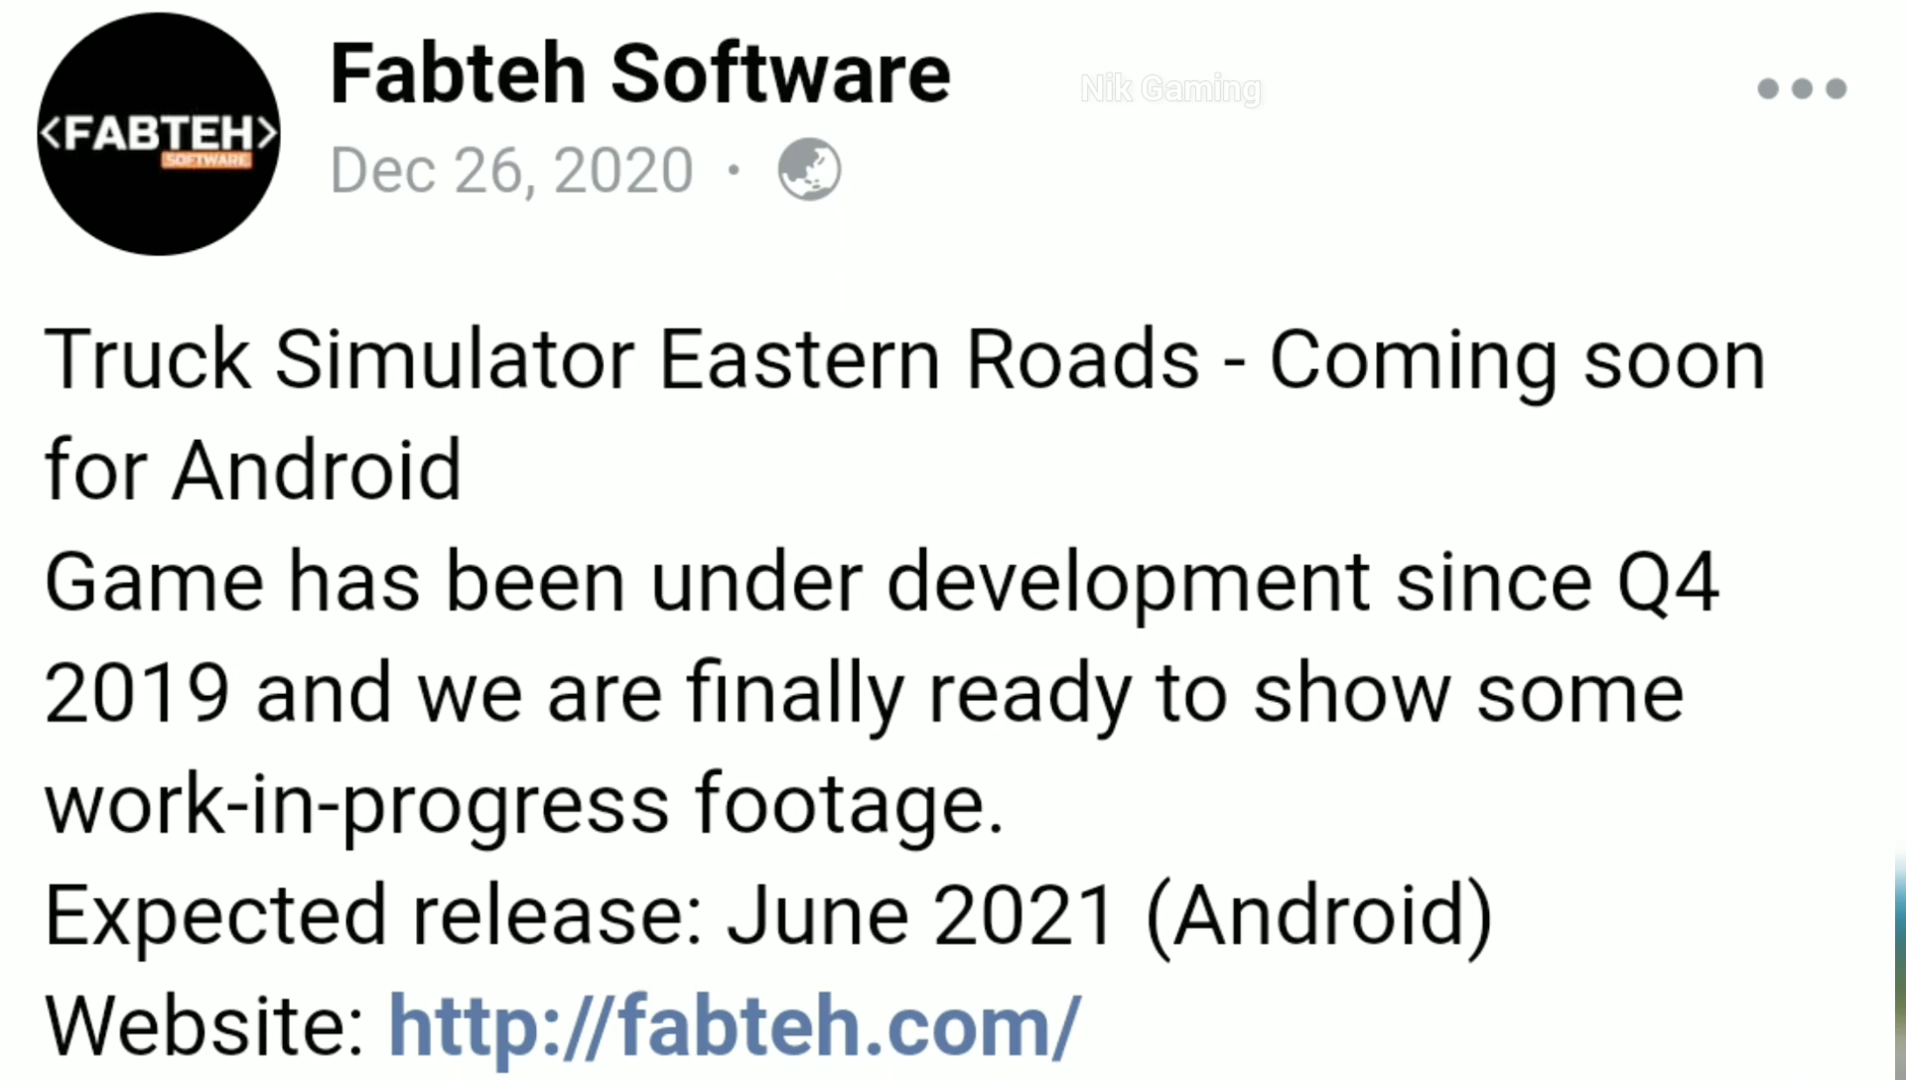 <FABTEH>
SOFTWARE
Fabteh Software
Nik Gaming
Dec 26, 2020 ·
Truck Simulator Eastern Roads - Coming soon
for Android
Game has been under development since Q4
2019 and we are finally ready to show some
work-in-progress footage.
Expected release: June 2021 (Android)
Website: http://fabteh.com/